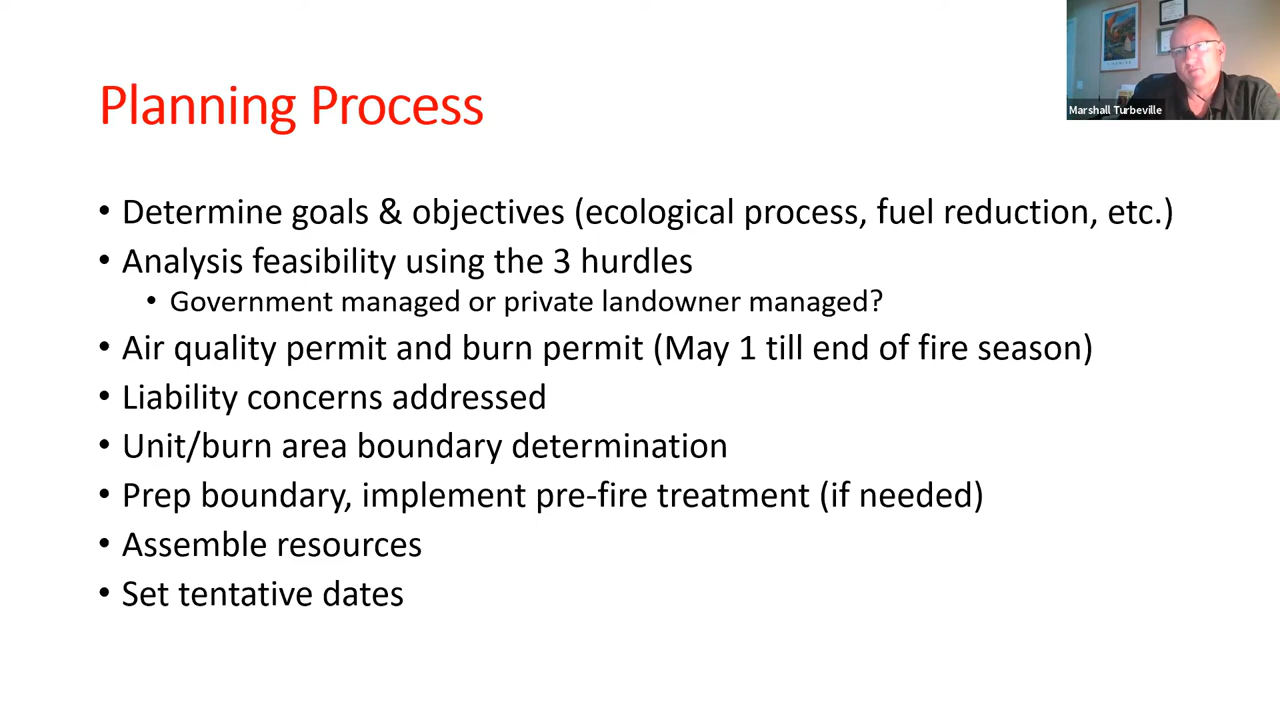 Planning Process
Marshall Turbeville
• Determine goals & objectives (ecological process, fuel reduction, etc.)
• Analysis feasibility using the 3 hurdles
• Government managed or private landowner managed?
• Air quality permit and burn permit (May 1 till end of fire season)
• Liability concerns addressed
• Unit/burn area boundary determination
• Prep boundary, implement pre-fire treatment (if needed)
• Assemble resources
• Set tentative dates